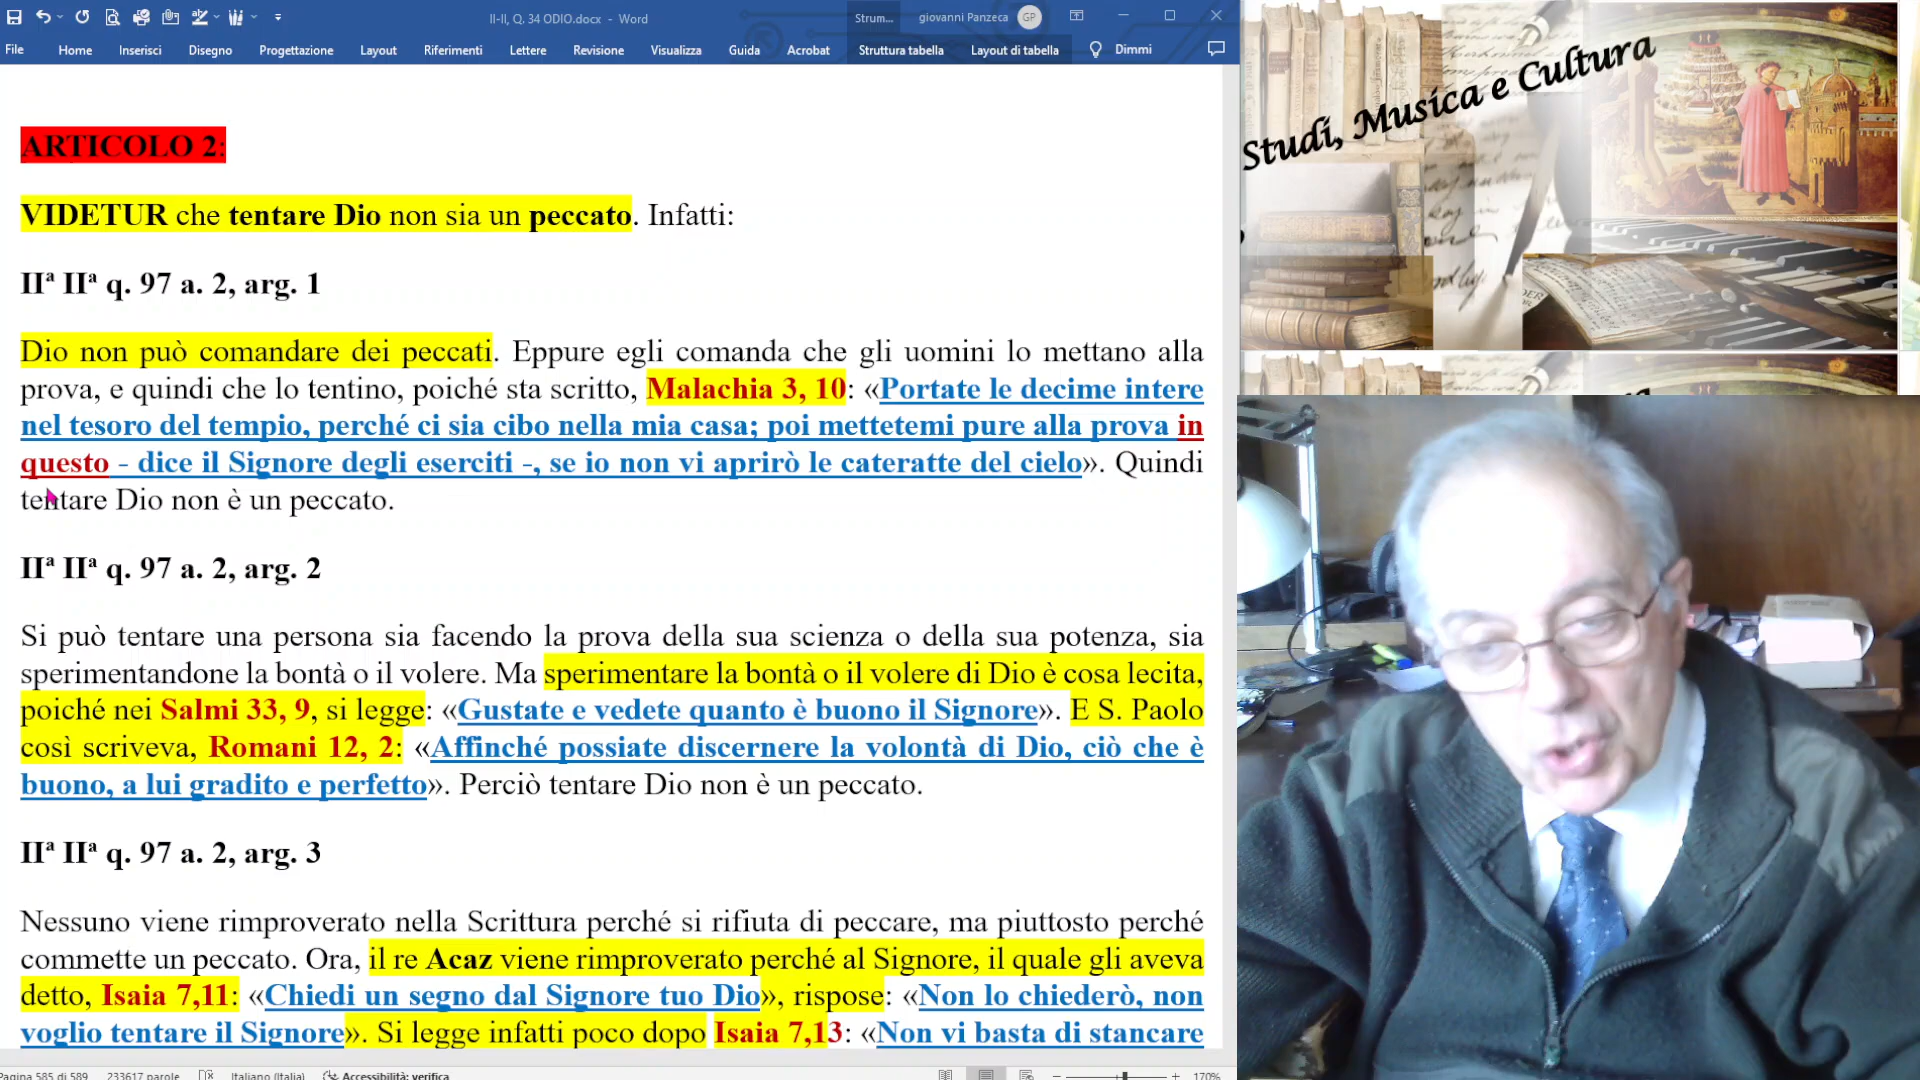 II-II, Q. 34 ODIO.docx - Word
Strum...
giovanni Panzeca
GP
File
Home
Inserisci
Disegno
Progettazione
Layout
Riferimenti
Lettere
Revisione
Visualizza
Guida
Acrobat
Struttura tabella
Layout di tabella
Dimmi
ARTICOLO 2:
VIDETUR che tentare Dio non sia un peccato. Infatti:
IIª IIª q. 97 a. 2, arg. 1
Dio non può comandare dei peccati. Eppure egli comanda che gli uomini lo mettano alla
prova, e quindi che lo tentino, poiché sta scritto, Malachia 3, 10: «Portate le decime intere
nel tesoro del tempio, perché ci sia cibo nella mia casa; poi mettetemi pure alla prova in
questo - dice il Signore degli eserciti -, se io non vi aprirò le cateratte del cielo». Quindi
tentare Dio non è un peccato.
IIª IIª q. 97 a. 2, arg. 2
Si può tentare una persona sia facendo la prova della sua scienza o della sua potenza, sia
sperimentandone la bontà o il volere. Ma sperimentare la bontà o il volere di Dio è cosa lecita,
poiché nei Salmi 33, 9, si legge: «Gustate e vedete quanto è buono il Signore». E S. Paolo
così scriveva, Romani 12, 2: «Affinché possiate discernere la volontà di Dio, ciò che è
buono, a lui gradito e perfetto». Perciò tentare Dio non è un peccato.
IIª IIª q. 97 a. 2, arg. 3
Nessuno viene rimproverato nella Scrittura perché si rifiuta di peccare, ma piuttosto perché
commette un peccato. Ora, il re Acaz viene rimproverato perché al Signore, il quale gli aveva
detto, Isaia 7,11: «Chiedi un segno dal Signore tuo Dio», rispose: «Non lo chiederò, non
voglio tentare il Signore». Si legge infatti poco dopo Isaia 7,13: «Non vi basta di stancare
Pagina 585 di 589
233617 parole
Italiano (Italia)
Accessibilità: verifica
170%
Studi, Musica e Cultura